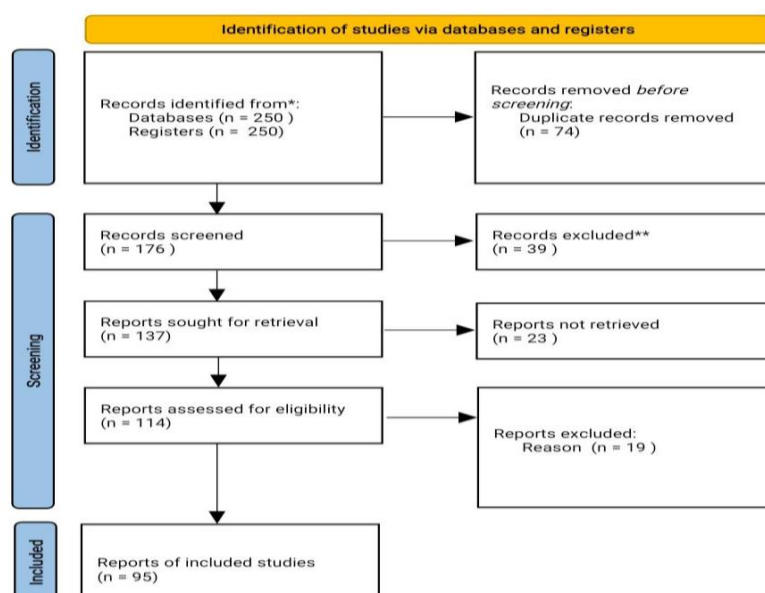 Identification of studies via databases and registers
Identification
Records identified from*:
Databases (n = 250 )
Registers (n = 250)
Records removed before
screening:
Duplicate records removed
(n = 74)
Screening
Records screened
(n = 176 )
Records excluded**
(n = 39 )
Reports sought for retrieval
(n = 137)
Reports not retrieved
(n = 23 )
Reports assessed for eligibility
(n = 114)
Reports excluded:
Reason (n = 19 )
Included
Reports of included studies
(n = 95)